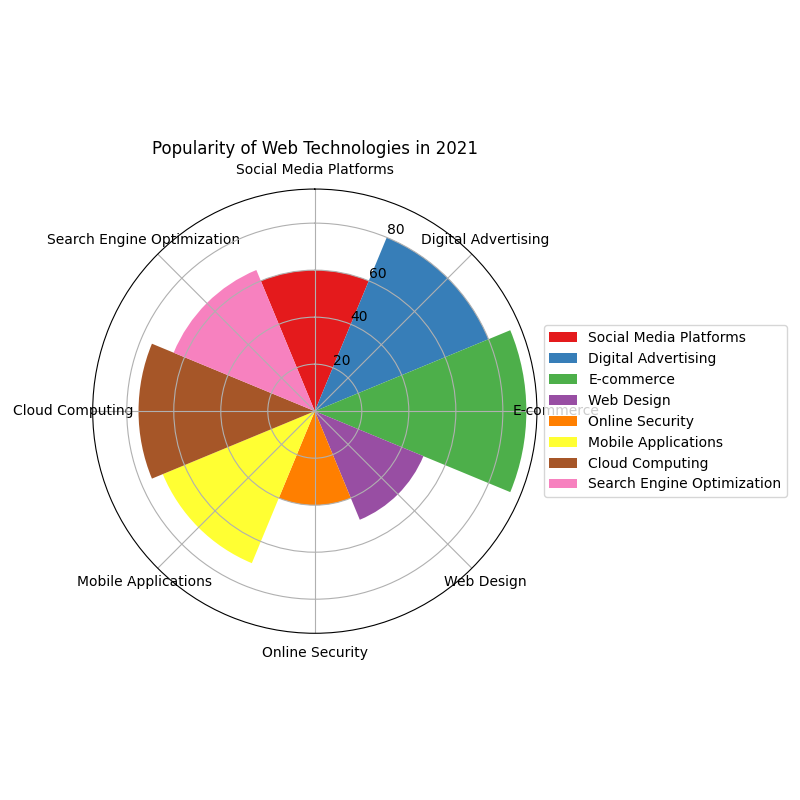 Popularity of Web Technologies in 2021
Social Media Platforms
Digital Advertising
E-commerce
Web Design
Online Security
Mobile Applications
Cloud Computing
Search Engine Optimization
20
40
60
80
Social Media Platforms
Digital Advertising
E-commerce
Web Design
Online Security
Mobile Applications
Cloud Computing
Search Engine Optimization